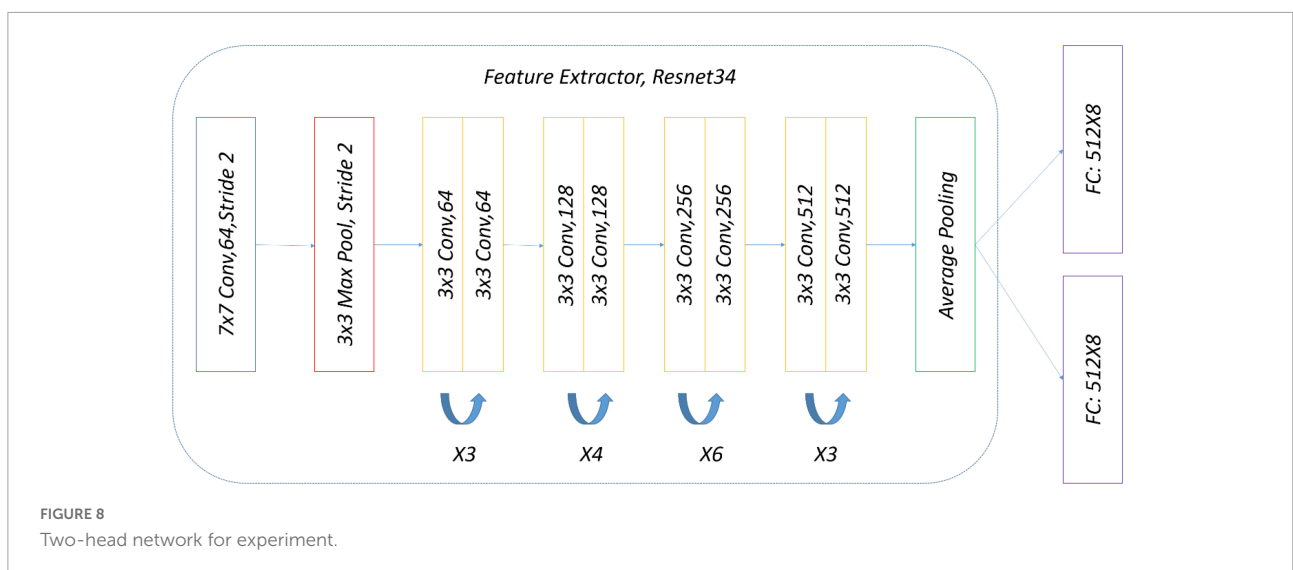 Feature Extractor, Resnet34
7x7 Conv,64,Stride 2
3x3 Max Pool, Stride 2
3x3 Conv,64
3x3 Conv,64
3x3 Conv,128
3x3 Conv,128
3x3 Conv,256
3x3 Conv,256
3x3 Conv,512
3x3 Conv,512
Average Pooling
FC: 512X8
FC: 512X8
X3
X4
X6
X3
FIGURE 8
Two-head network for experiment.